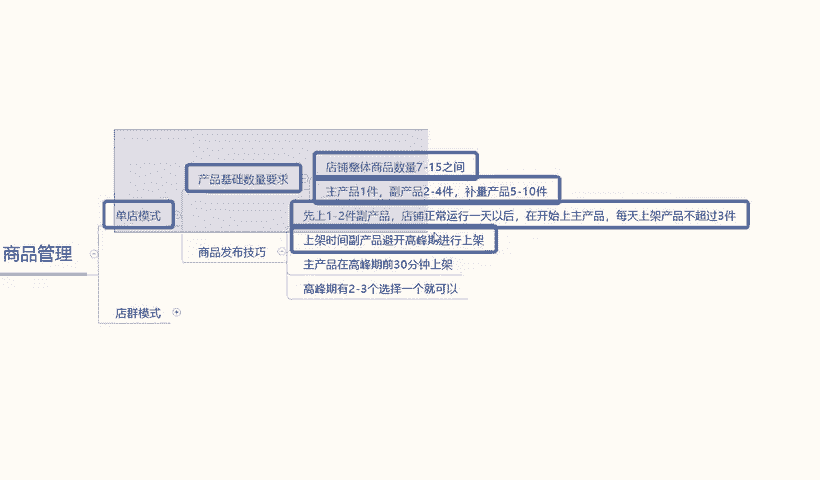 商品管理
单店模式
产品基础数量要求
店铺整体商品数量7-15之间
主产品1件，副产品2-4件，补量产品5-10件
商品发布技巧
先上1-2件副产品，店铺正常运行一天以后，在开始上主产品，每天上架产品不超过3件
上架时间副产品避开高峰期进行上架
主产品在高峰期前30分钟上架
高峰期有2-3个选择一个就可以
店群模式